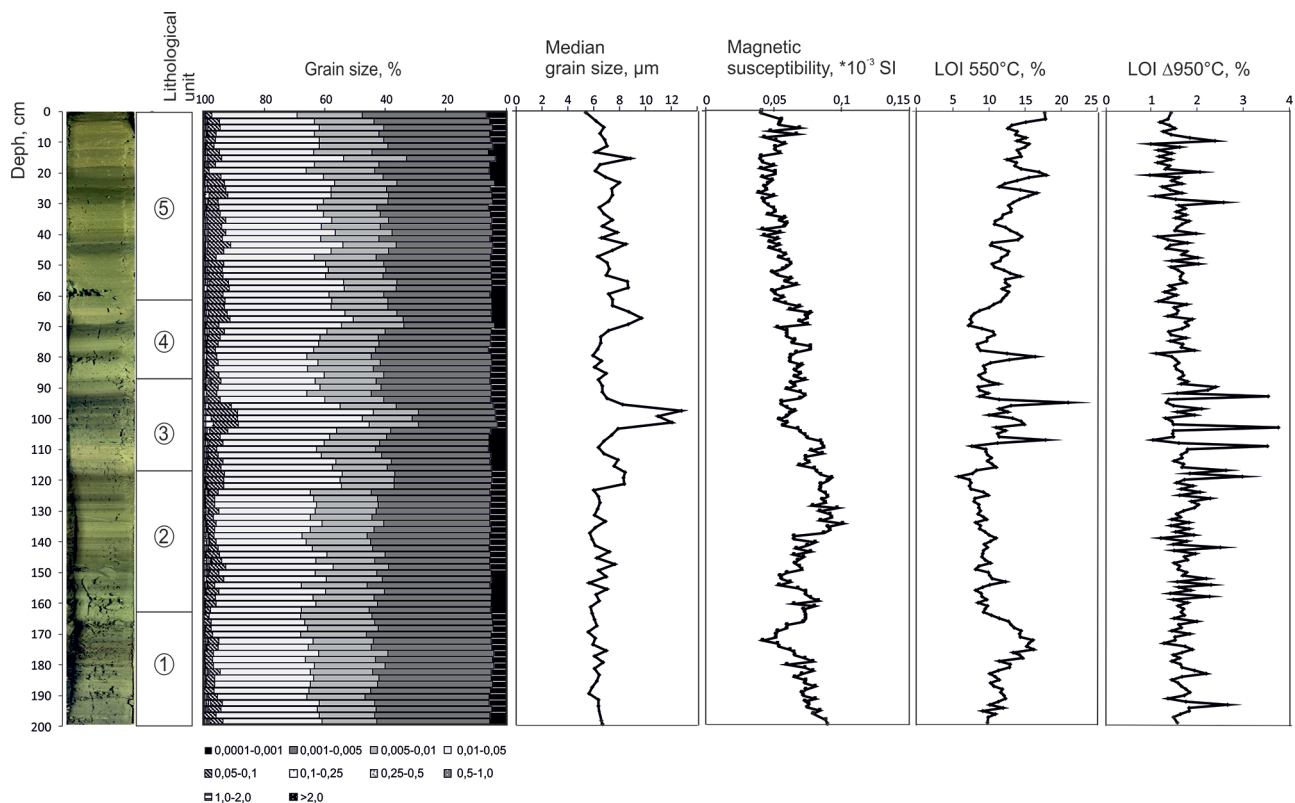 Lithological
unit
Grain size, %
Median
grain size, µm
Magnetic
susceptibility, *10⁻³ SI
LOI 550°C, %
LOI Δ950°C, %
100 80 60 40 20 0
0 2 4 6 8 10 12
0 0,05 0,1 0,15
0 5 10 15 20 25
0 1 2 3 4
Deph, cm
0
10
20
30
40
50
60
70
80
90
100
110
120
130
140
150
160
170
180
190
200
5
4
3
2
1
0,0001-0,001 0,001-0,005 0,005-0,01 0,01-0,05
0,05-0,1 0,1-0,25 0,25-0,5 0,5-1,0
1,0-2,0 >2,0